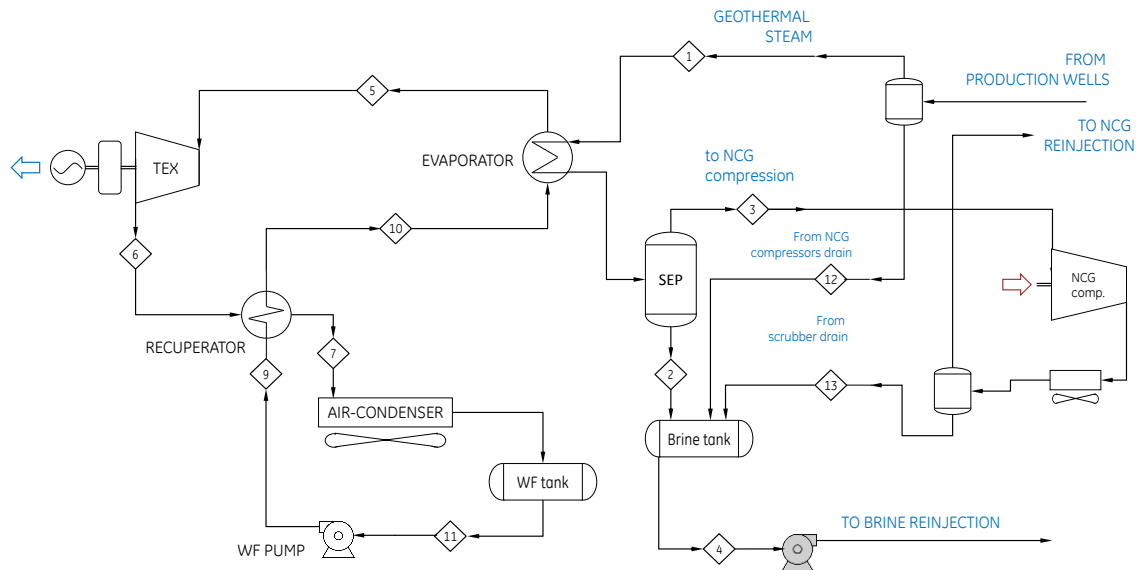 GEOTHERMAL
STEAM
1
FROM
PRODUCTION WELLS
5
TO NCG
REINJECTION
EVAPORATOR
TEX
to NCG
compression
3
10
6
From NCG
compressors drain
SEP
12
NCG
comp.
From
scrubber drain
RECUPERATOR
7
9
2
13
AIR-CONDENSER
Brine tank
WF tank
11
WF PUMP
4
TO BRINE REINJECTION